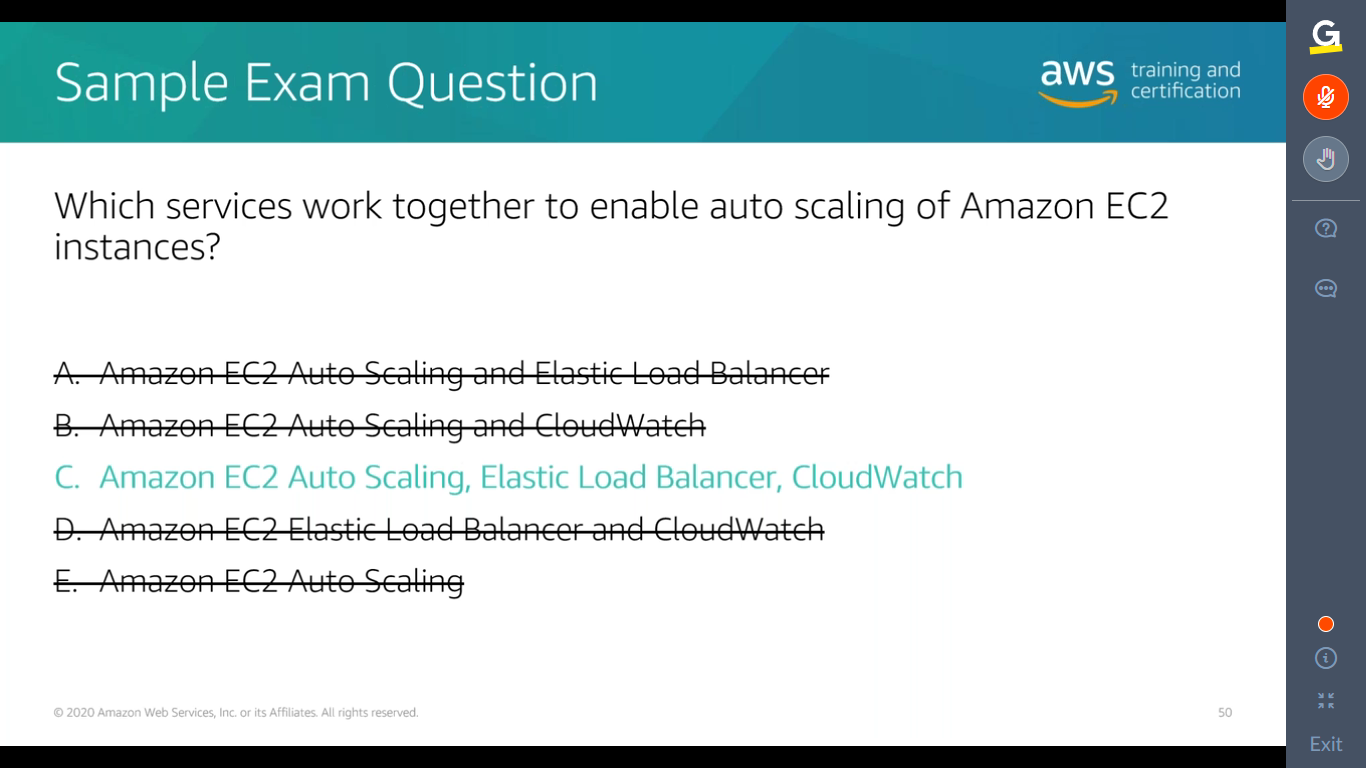 Sample Exam Question
aws training and certification
Which services work together to enable auto scaling of Amazon EC2
instances?
A. Amazon EC2 Auto Scaling and Elastic Load Balancer
B. Amazon EC2 Auto Scaling and CloudWatch
C. Amazon EC2 Auto Scaling, Elastic Load Balancer, CloudWatch
D. Amazon EC2 Elastic Load Balancer and CloudWatch
E. Amazon EC2 Auto Scaling
© 2020 Amazon Web Services, Inc. or its Affiliates. All rights reserved.
50
G
Exit